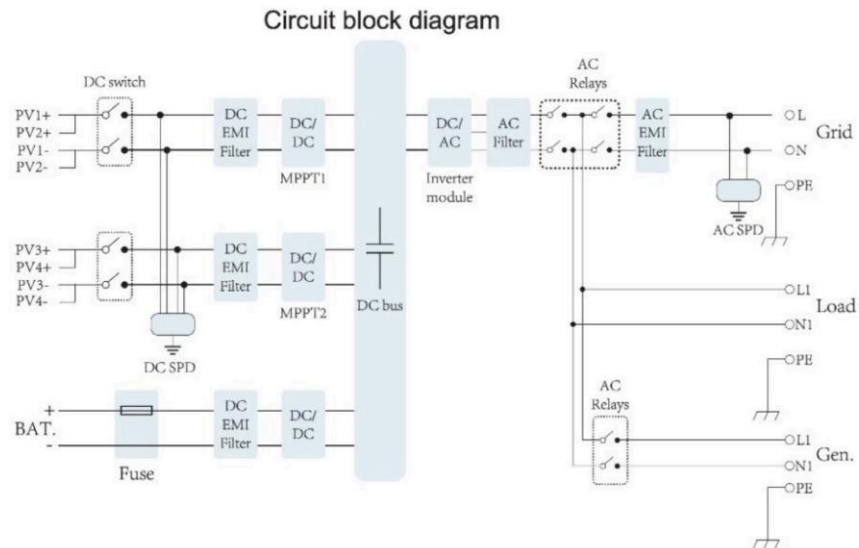 Circuit block diagram
DC switch
PV1+
PV2+
PV1-
PV2-
DC
EMI
Filter
DC/
DC
MPPT1
DC/
AC
Inverter
module
AC
Filter
AC
Relays
AC
EMI
Filter
L
N
Grid
PE
AC SPD
PV3+
PV4+
PV3-
PV4-
DC
EMI
Filter
DC/
DC
MPPT2
DC bus
DC SPD
L1
Load
N1
PE
BAT.
+
-
Fuse
DC
EMI
Filter
DC/
DC
AC
Relays
L1
Gen.
N1
PE